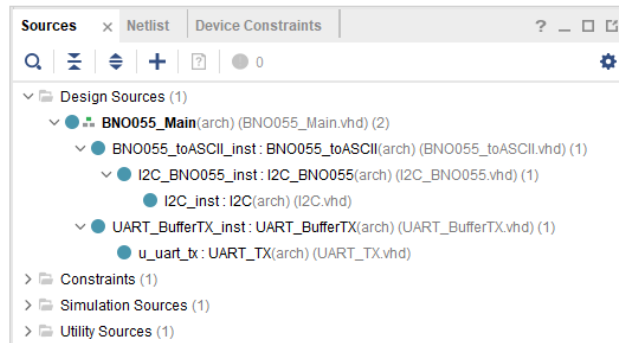 Sources × Netlist Device Constraints ? _
? 0
Design Sources (1)
BNO055_Main(arch) (BNO055_Main.vhd) (2)
BNO055_toASCII_inst : BNO055_toASCII(arch) (BNO055_toASCII.vhd) (1)
I2C_BNO055_inst : I2C_BNO055(arch) (I2C_BNO055.vhd) (1)
I2C_inst : I2C(arch) (I2C.vhd)
UART_BufferTX_inst : UART_BufferTX(arch) (UART_BufferTX.vhd) (1)
u_uart_tx : UART_TX(arch) (UART_TX.vhd)
Constraints (1)
Simulation Sources (1)
Utility Sources (1)